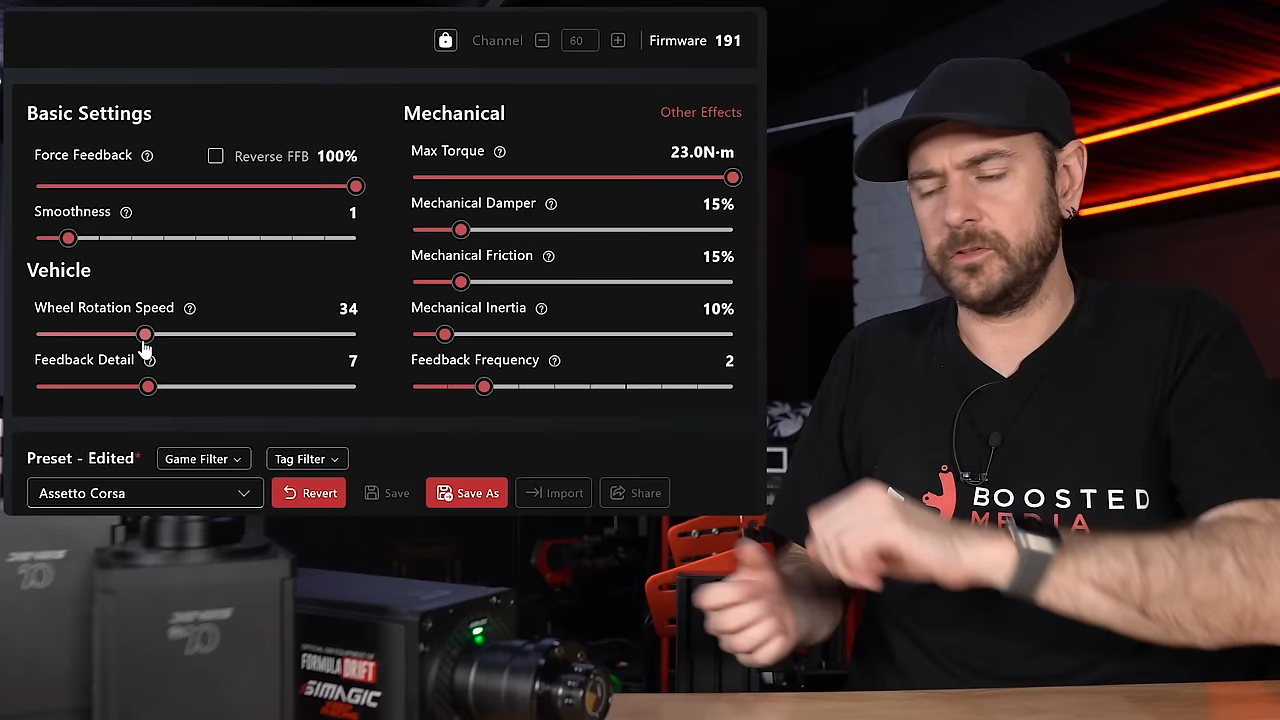 Channel 60 Firmware 191
Basic Settings
Force Feedback Reverse FFB 100%
Smoothness 1
Vehicle
Wheel Rotation Speed 34
Feedback Detail 7
Mechanical Other Effects
Max Torque 23.0N·m
Mechanical Damper 15%
Mechanical Friction 15%
Mechanical Inertia 10%
Feedback Frequency 2
Preset - Edited* Game Filter Tag Filter
Assetto Corsa Revert Save Save As Import Share
BOOSTED
MEDIA
FORMULA DRIFT
SIMAGIC